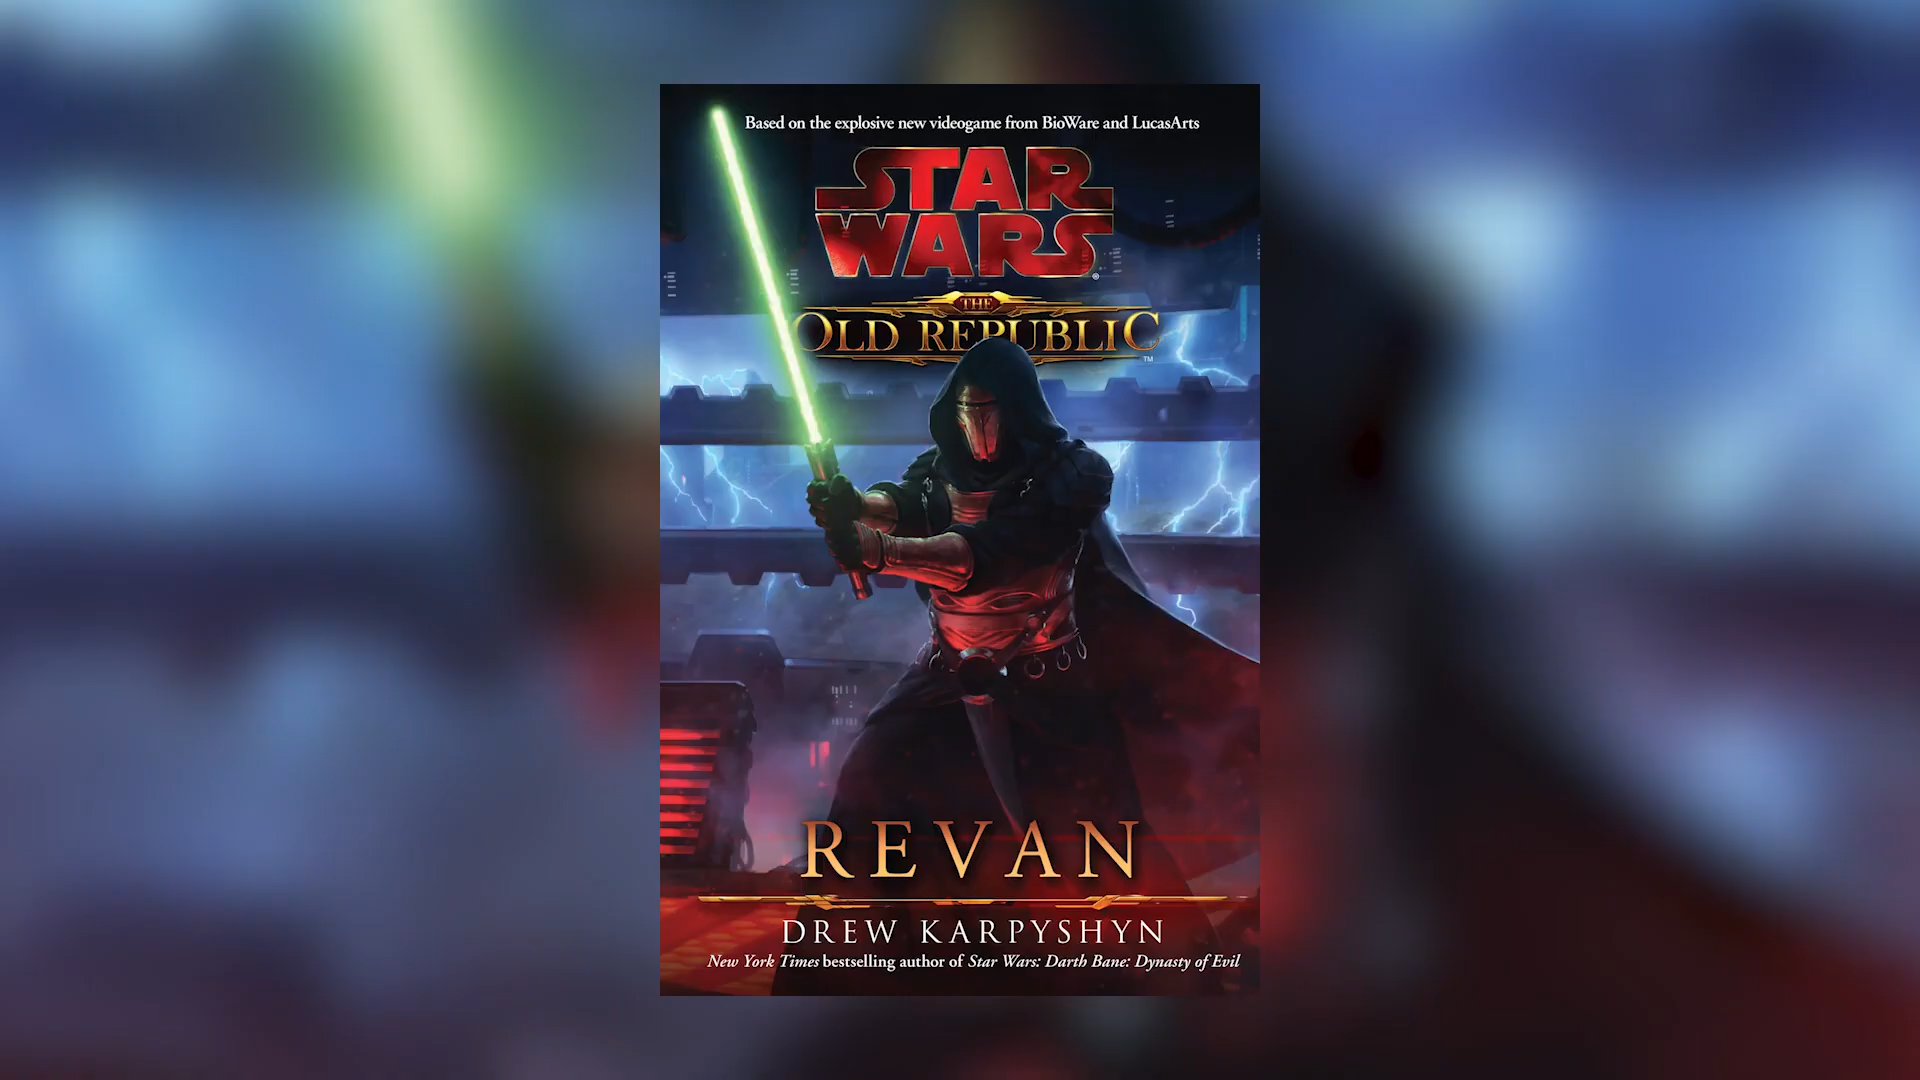 Based on the explosive new videogame from BioWare and LucasArts
STAR
WARS®
THE
OLD REPUBLIC™
REVAN
DREW KARPYSHYN
New York Times bestselling author of Star Wars: Darth Bane: Dynasty of Evil